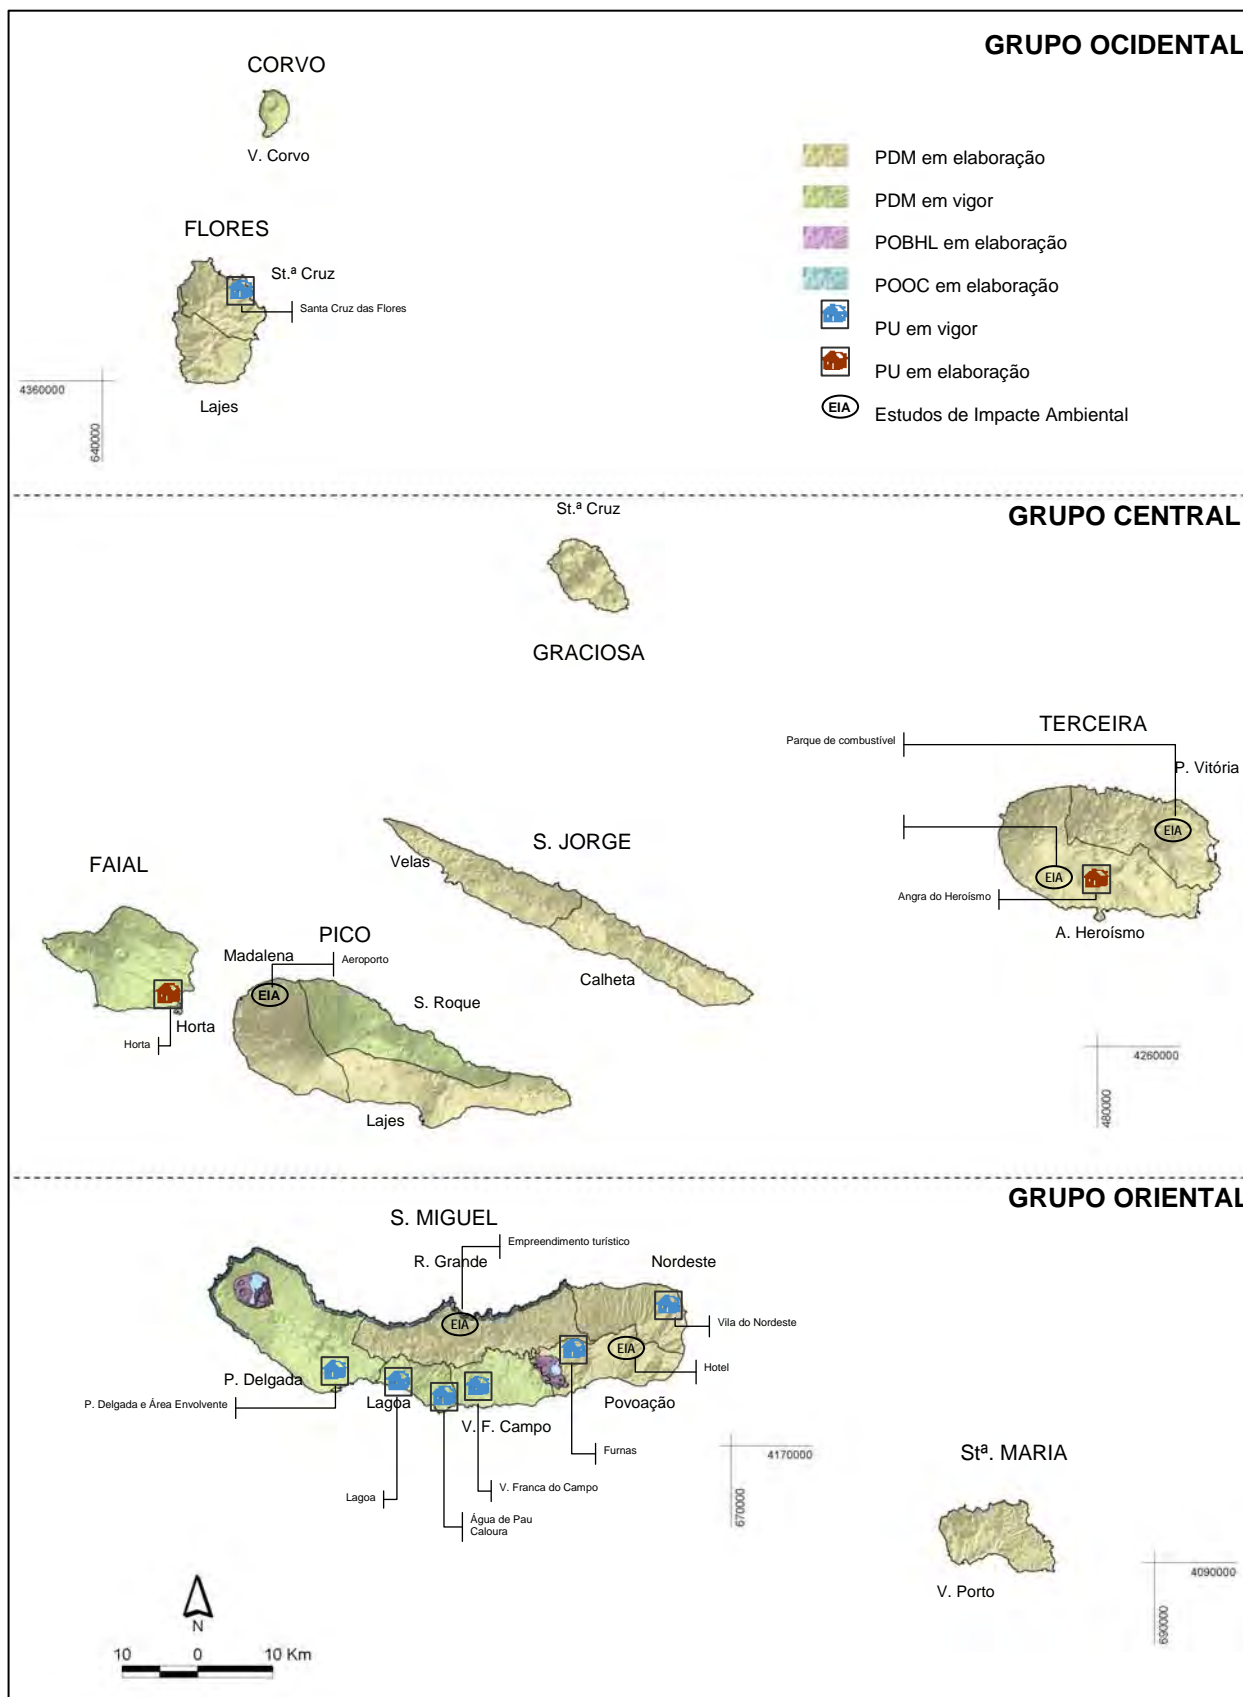 GRUPO OCIDENTAL
CORVO
V. Corvo
PDM em elaboração
PDM em vigor
POBHL em elaboração
POOC em elaboração
PU em vigor
PU em elaboração
EIA Estudos de Impacte Ambiental
FLORES
St.ª Cruz
Santa Cruz das Flores
Lajes
4360000
640000
GRUPO CENTRAL
St.ª Cruz
GRACIOSA
TERCEIRA
Parque de combustível
P. Vitória
EIA
EIA
Angra do Heroísmo
A. Heroísmo
S. JORGE
Velas
Calheta
FAIAL
Horta
Horta
PICO
Madalena
Aeroporto
EIA
S. Roque
Lajes
4260000
480000
GRUPO ORIENTAL
S. MIGUEL
Empreendimento turístico
R. Grande
Nordeste
EIA
Vila do Nordeste
EIA
Hotel
P. Delgada
P. Delgada e Área Envolvente
Lagoa
V. F. Campo
Povoação
Furnas
Lagoa
V. Franca do Campo
Água de Pau
Caloura
4170000
670000
Stª. MARIA
V. Porto
4090000
690000
N
10 0 10 Km